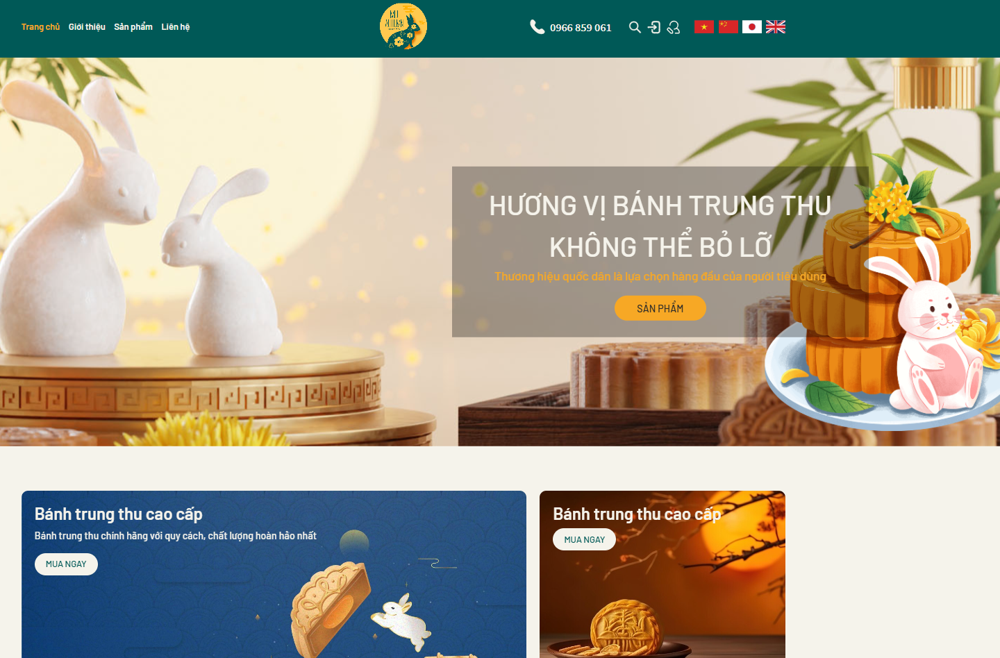 Trang chủ Giới thiệu Sản phẩm Liên hệ
0966 859 061
HƯƠNG VỊ BÁNH TRUNG THU
KHÔNG THỂ BỎ LỠ
Thương hiệu quốc dân là lựa chọn hàng đầu của người tiêu dùng
SẢN PHẨM
Bánh trung thu cao cấp
Bánh trung thu chính hãng với quy cách, chất lượng hoàn hảo nhất
MUA NGAY
Bánh trung thu cao cấp
MUA NGAY